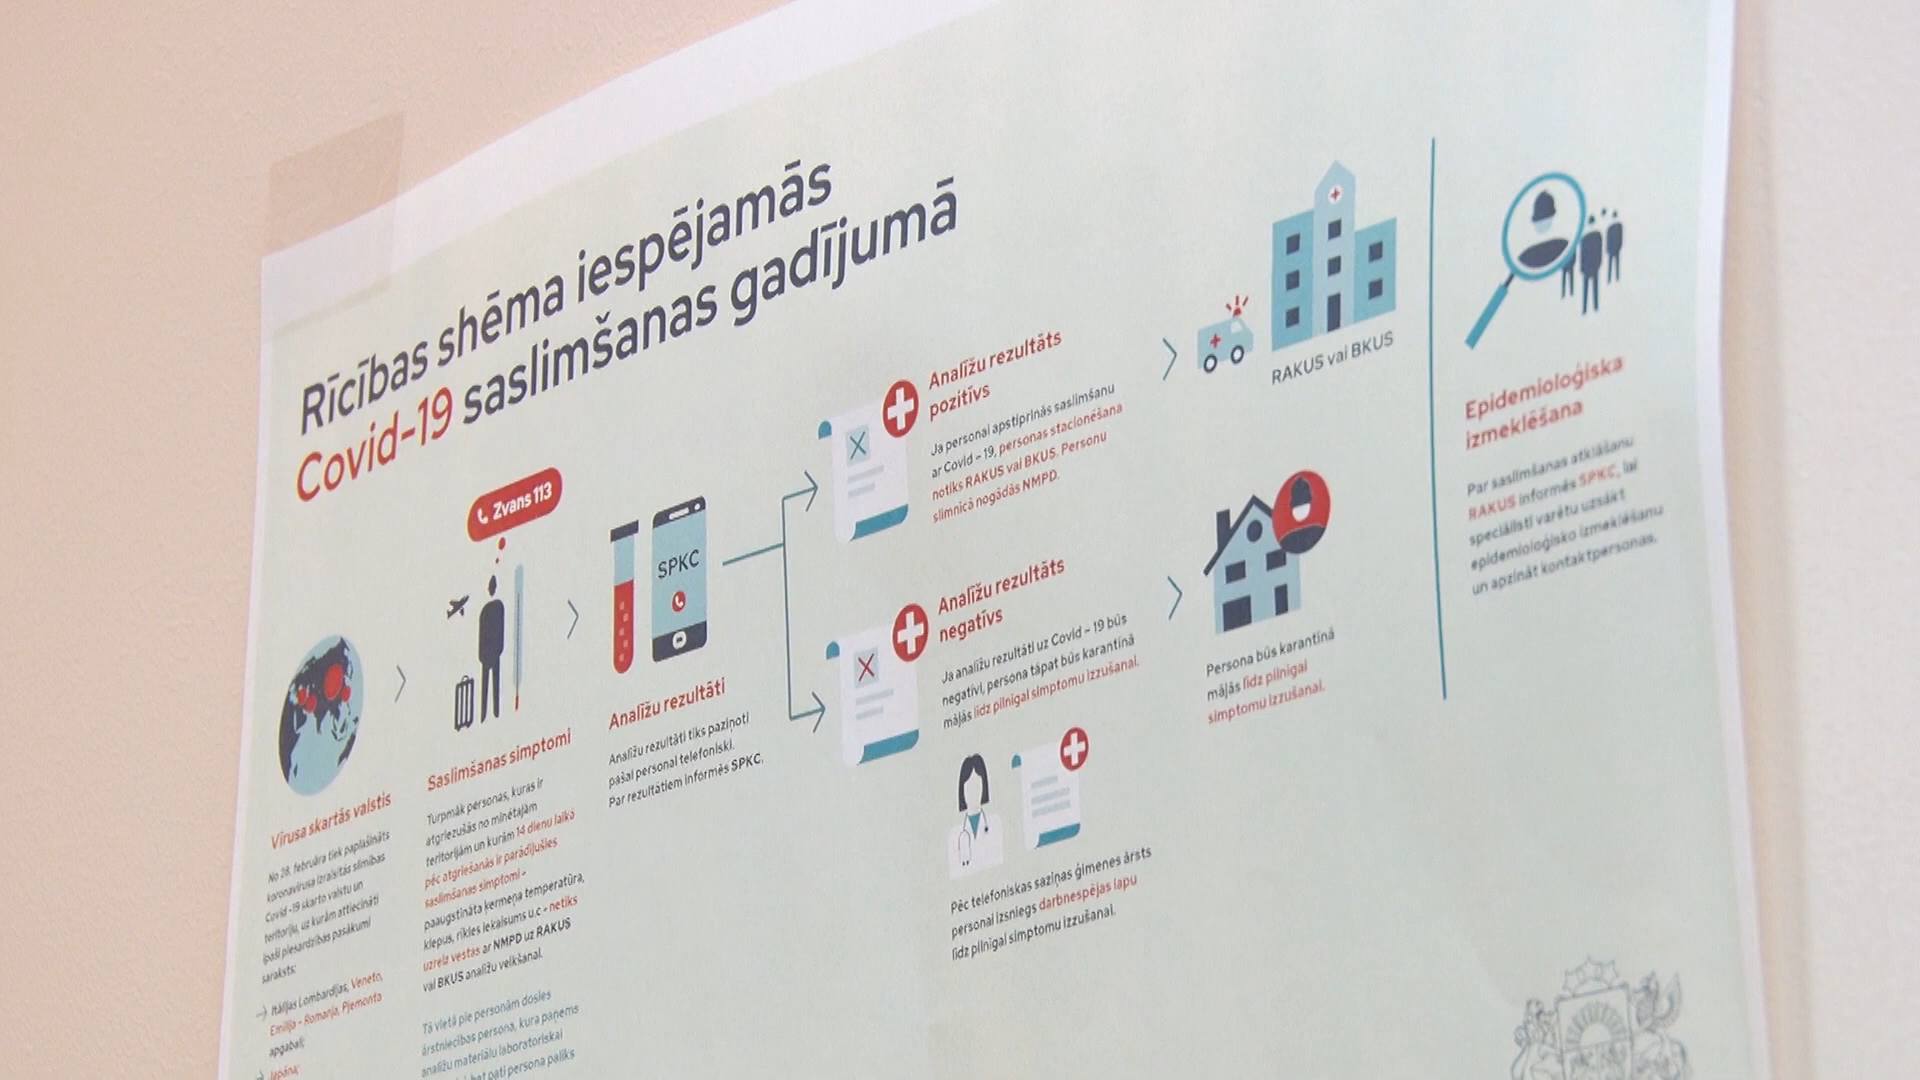 Rīcības shēma iespējamās
Covid-19 saslimšanas gadījumā
Zvans 113
SPKC
Vīrusa skartās valstis
No 28. februāra tiek paplašināts
koronavīrusa izraisītās slimības
Covid -19 skarto valstu un
teritoriju, uz kurām attiecināti
īpaši piesardzības pasākumi
saraksts:
Itālijas Lombardijas, Veneto,
Emīlija – Romanja, Pjemonta
apgabali;
Japāna;
Saslimšanas simptomi
Turpmāk personas, kuras ir
atgriezušās no minētajām
teritorijām un kurām 14 dienu laikā
pēc atgriešanās ir parādījušies
saslimšanas simptomi –
paaugstināta ķermeņa temperatūra,
klepus, rīkles iekaisums u.c – netiks
uzreiz vestas ar NMPD uz RAKUS
vai BKUS analīžu veikšanai.
Tā vietā pie personām dosies
ārstniecības persona, kura paņems
analīžu materiālu laboratoriskai
bet pati persona paliks
Analīžu rezultāti
Analīžu rezultāti tiks paziņoti
pašai personai telefoniski.
Par rezultātiem informēs SPKC.
Analīžu rezultāts
pozitīvs
Ja personai apstiprinās saslimšanu
ar Covid – 19, personas stacionēšana
notiks RAKUS vai BKUS. Personu
slimnīcā nogādās NMPD.
Analīžu rezultāts
negatīvs
Ja analīžu rezultāti uz Covid – 19 būs
negatīvi, persona tāpat būs karantīnā
mājās līdz pilnīgai simptomu izzušanai.
Pēc telefoniskas saziņas ģimenes ārsts
personai izsniegs darbnespējas lapu
līdz pilnīgai simptomu izzušanai.
RAKUS vai BKUS
Persona būs karantīnā
mājās līdz pilnīgai
simptomu izzušanai.
Epidemioloģiska
izmeklēšana
Par saslimšanas atklāšanu
RAKUS informēs SPKC, lai
speciālisti varētu uzsākt
epidemioloģisko izmeklēšanu
un apzināt kontaktpersonas.